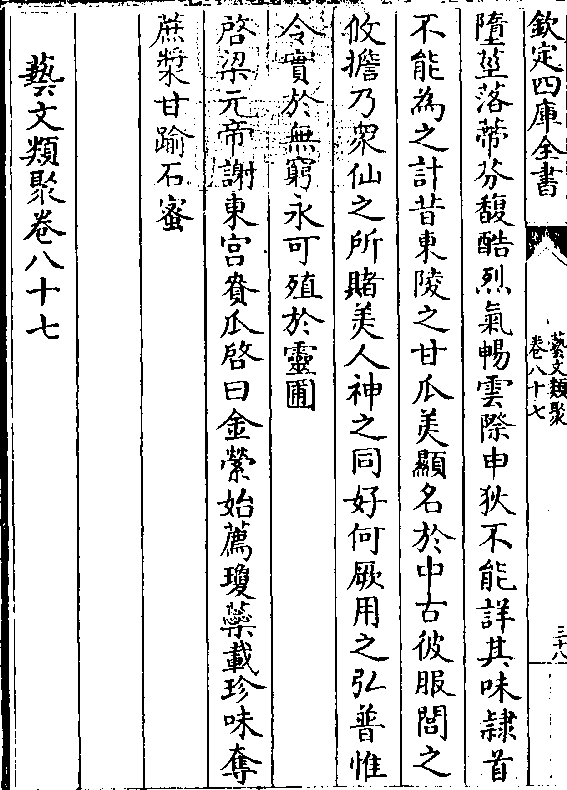 欽定四庫全書
藝文類聚
卷八十七
三十八
墮莖落蒂芬馥酷烈氣暢雲際申狄不能詳其味隷首
不能為之計昔東陵之甘瓜羙顯名於中古彼服閭之
攸擔乃衆仙之所賭美人神之同好何厥用之弘普惟
令實於無窮永可殖於靈圃
啓梁元帝謝東宫賚瓜啓曰金縈始薦瓊蘂載珍味奪
蔗漿甘踰石蜜
藝文類聚卷八十七